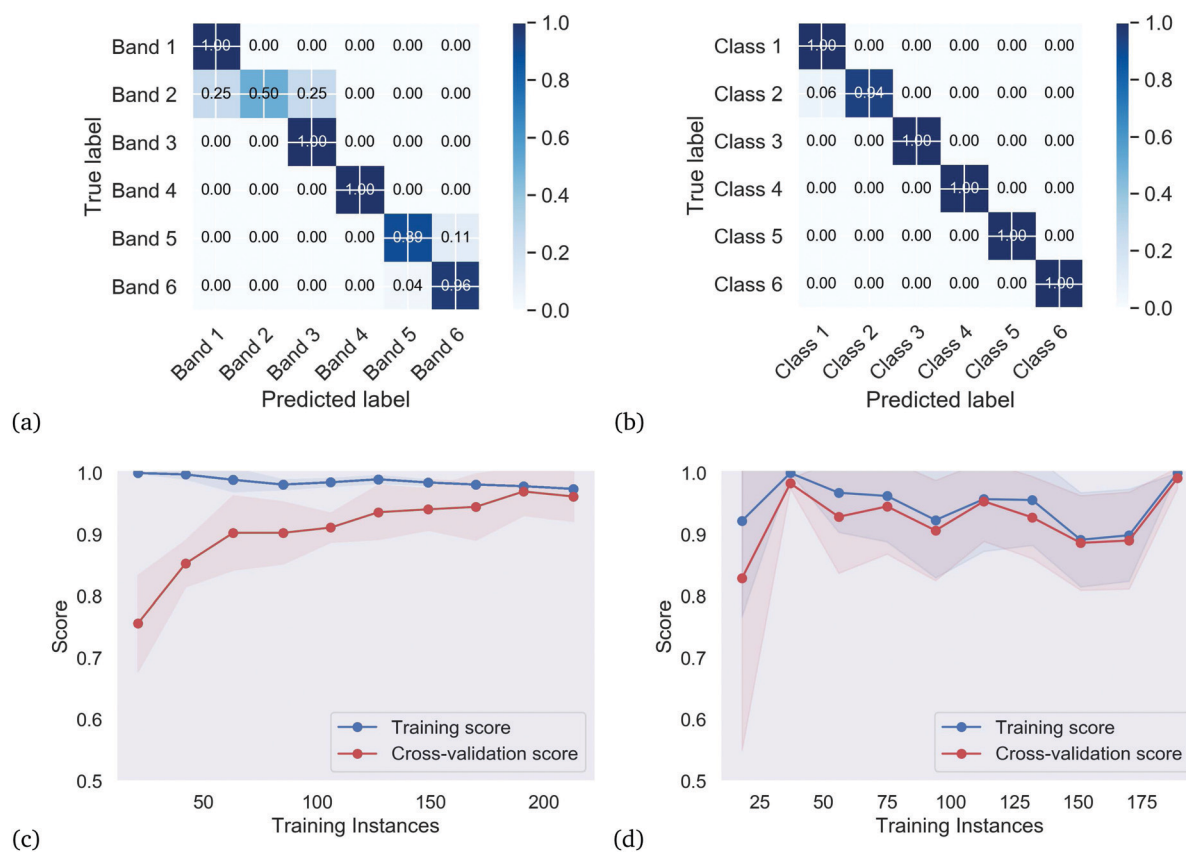 Band 1 1.00 0.00 0.00 0.00 0.00 0.00
Band 2 0.25 0.50 0.25 0.00 0.00 0.00
Band 3 0.00 0.00 1.00 0.00 0.00 0.00
Band 4 0.00 0.00 0.00 1.00 0.00 0.00
Band 5 0.00 0.00 0.00 0.00 0.89 0.11
Band 6 0.00 0.00 0.00 0.00 0.04 0.96
True label
Band 1 Band 2 Band 3 Band 4 Band 5 Band 6
Predicted label
1.0
0.8
0.6
0.4
0.2
0.0
(a)
Class 1 1.00 0.00 0.00 0.00 0.00 0.00
Class 2 0.06 0.94 0.00 0.00 0.00 0.00
Class 3 0.00 0.00 1.00 0.00 0.00 0.00
Class 4 0.00 0.00 0.00 1.00 0.00 0.00
Class 5 0.00 0.00 0.00 0.00 1.00 0.00
Class 6 0.00 0.00 0.00 0.00 0.00 1.00
True label
Class 1 Class 2 Class 3 Class 4 Class 5 Class 6
Predicted label
1.0
0.8
0.6
0.4
0.2
0.0
(b)
1.0
0.9
0.8
0.7
0.6
0.5
Score
Training score
Cross-validation score
50 100 150 200
Training Instances
(c)
1.0
0.9
0.8
0.7
0.6
0.5
Score
Training score
Cross-validation score
25 50 75 100 125 150 175
Training Instances
(d)